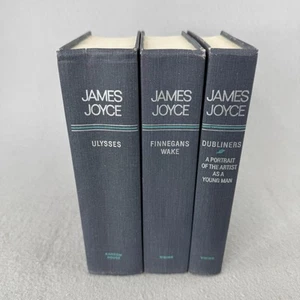 JAMES
JOYCE
ULYSSES
JAMES
JOYCE
FINNEGANS
WAKE
JAMES
JOYCE
DUBLINERS
A PORTRAIT
OF THE ARTIST
AS A
YOUNG MAN